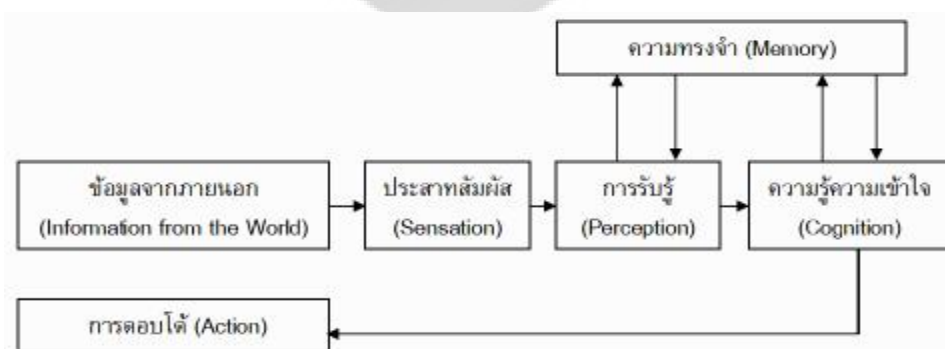 ความทรงจำ (Memory)
ข้อมูลจากภายนอก
(Information from the World)
ประสาทสัมผัส
(Sensation)
การรับรู้
(Perception)
ความรู้ความเข้าใจ
(Cognition)
การตอบโต้ (Action)